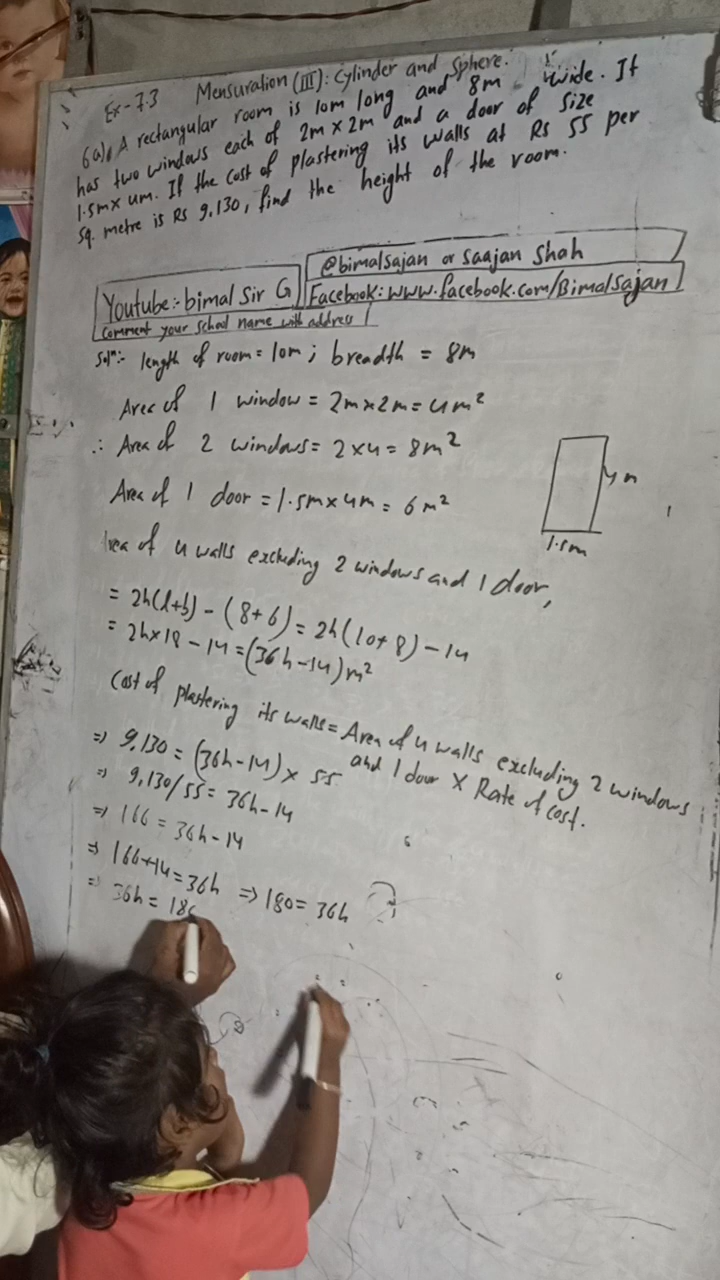 Ex-7.3 Mensuration (III): Cylinder and Sphere.
6a) A rectangular room is 10m long and 8m wide. It
has two windows each of 2m×2m and a door of size
1.5m×4m. If the cost of plastering its walls at Rs 55 per
sq. metre is Rs 9,130, find the height of the room.
@bimalsajan or Saajan Shah
Youtube:- bimal Sir G
Facebook: www.facebook.com/Bimalsajan
Comment your school name with address
Solⁿ:- length of room = 10m ; breadth = 8m
Area of 1 window = 2m×2m = 4m²
∴ Area of 2 windows = 2×4 = 8m²
Area of 1 door = 1.5m×4m = 6m²
4m
1.5m
Area of 4 walls excluding 2 windows and 1 door,
= 2h(l+b) - (8+6) = 2h(10+8) - 14
= 2h×18 - 14 = (36h-14)m²
Cost of plastering its walls = Area of 4 walls excluding 2 windows
and 1 door × Rate of cost.
⇒ 9,130 = (36h-14) × 55
⇒ 9,130/55 = 36h-14
⇒ 166 = 36h-14
⇒ 166+14 = 36h ⇒ 180 = 36h
⇒ 36h = 180